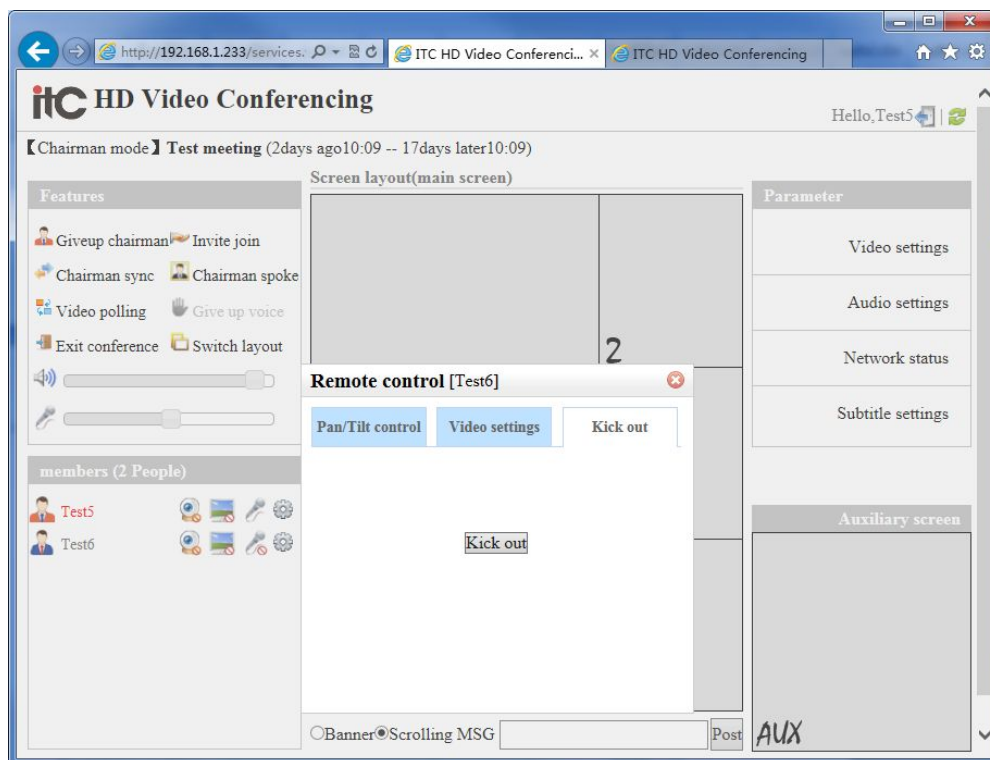 http://192.168.1.233/services.
ITC HD Video Conferenci...
ITC HD Video Conferencing
itC HD Video Conferencing
Hello,Test5
【Chairman mode】 Test meeting (2days ago10:09 -- 17days later10:09)
Features
Giveup chairman
Invite join
Chairman sync
Chairman spoke
Video polling
Give up voice
Exit conference
Switch layout
members (2 People)
Test5
Test6
Screen layout(main screen)
2
Remote control [Test6]
Pan/Tilt control
Video settings
Kick out
Kick out
Banner
Scrolling MSG
Post
Parameter
Video settings
Audio settings
Network status
Subtitle settings
Auxiliary screen
AUX